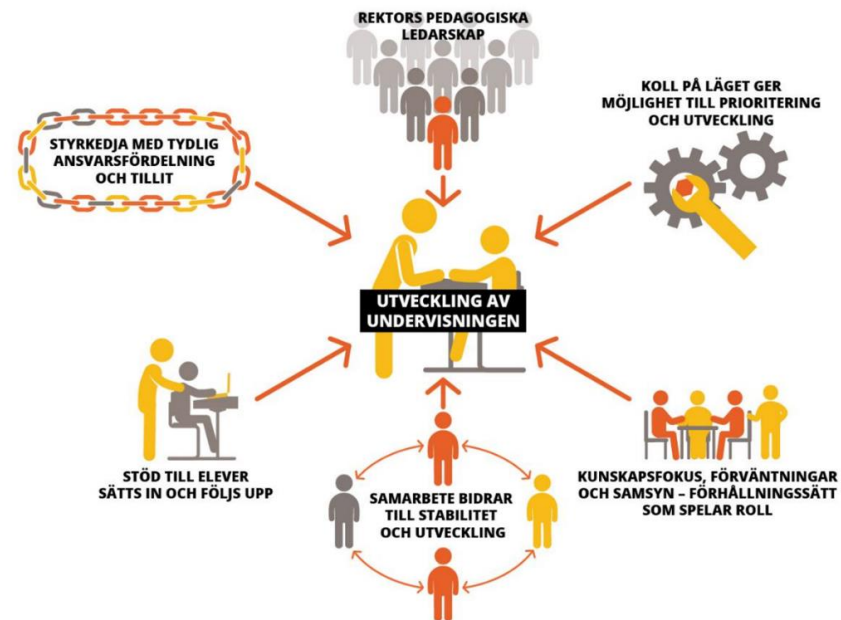 REKTORS PEDAGOGISKA
LEDARSKAP
KOLL PÅ LÄGET GER
MÖJLIGHET TILL PRIORITERING
OCH UTVECKLING
STYRKEDJA MED TYDLIG
ANSVARSFÖRDELNING
OCH TILLIT
UTVECKLING AV
UNDERVISNINGEN
STÖD TILL ELEVER
SÄTTS IN OCH FÖLJS UPP
SAMARBETE BIDRAR
TILL STABILITET
OCH UTVECKLING
KUNSKAPSFOKUS, FÖRVÄNTNINGAR
OCH SAMSYN – FÖRHÅLLNINGSSÄTT
SOM SPELAR ROLL